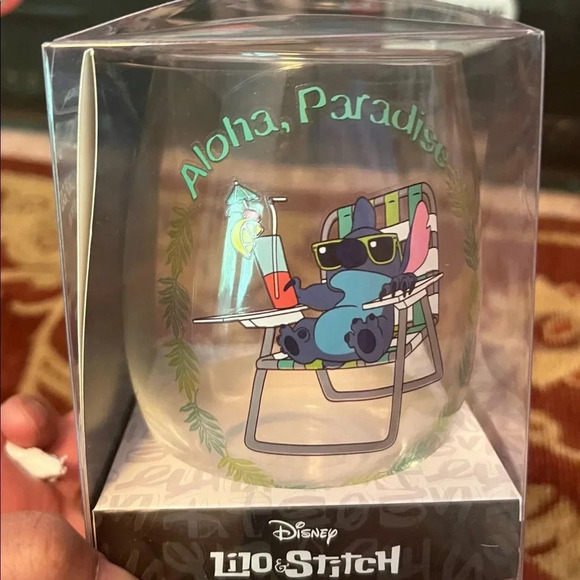 Aloha, Paradise
Disney
Lilo & Stitch